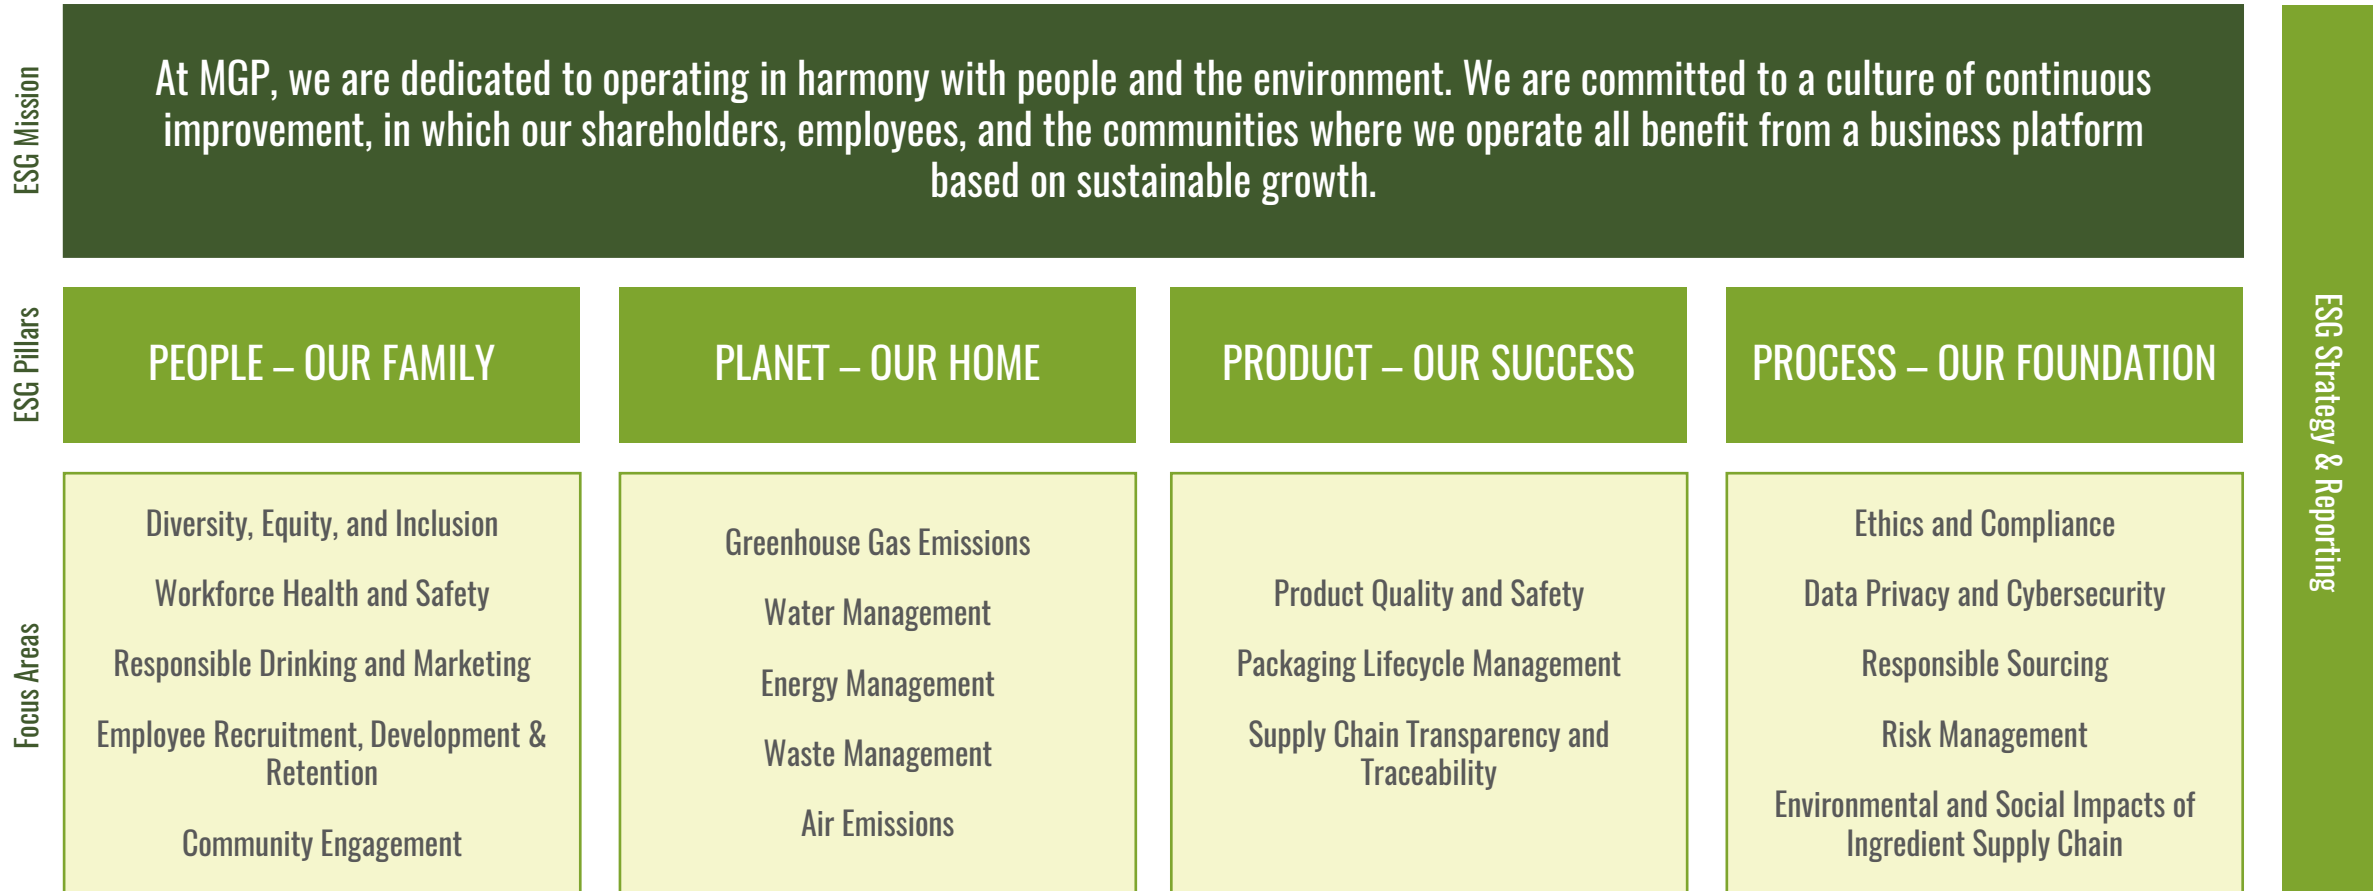 ESG Mission
At MGP, we are dedicated to operating in harmony with people and the environment. We are committed to a culture of continuous
improvement, in which our shareholders, employees, and the communities where we operate all benefit from a business platform
based on sustainable growth.
ESG Pillars
PEOPLE – OUR FAMILY
PLANET – OUR HOME
PRODUCT – OUR SUCCESS
PROCESS – OUR FOUNDATION
Focus Areas
Diversity, Equity, and Inclusion
Workforce Health and Safety
Responsible Drinking and Marketing
Employee Recruitment, Development &
Retention
Community Engagement
Greenhouse Gas Emissions
Water Management
Energy Management
Waste Management
Air Emissions
Product Quality and Safety
Packaging Lifecycle Management
Supply Chain Transparency and
Traceability
Ethics and Compliance
Data Privacy and Cybersecurity
Responsible Sourcing
Risk Management
Environmental and Social Impacts of
Ingredient Supply Chain
ESG Strategy & Reporting